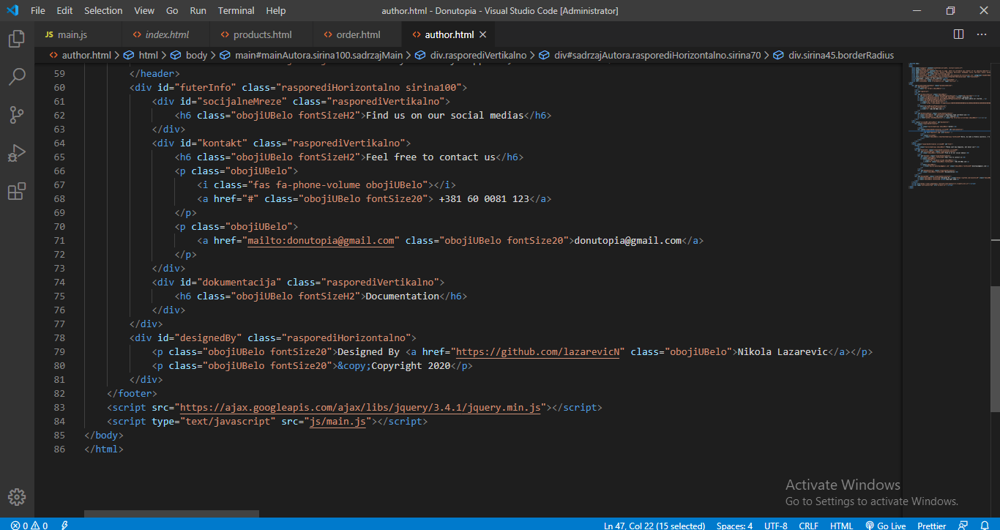 File Edit Selection View Go Run Terminal Help author.html - Donutopia - Visual Studio Code [Administrator]
JS main.js <> index.html <> products.html <> order.html <> author.html
<> author.html > html > body > main#mainAutora.sirina100.sadrzajMain > div.rasporediVertikalno > div#sadrzajAutora.rasporediHorizontalno.sirina70 > div.sirina45.borderRadius
59 </header>
60 <div id="futerInfo" class="rasporediHorizontalno sirina100">
61 <div id="socijalneMreze" class="rasporediVertikalno">
62 <h6 class="obojiUBelo fontSizeH2">Find us on our social medias</h6>
63 </div>
64 <div id="kontakt" class="rasporediVertikalno">
65 <h6 class="obojiUBelo fontSizeH2">Feel free to contact us</h6>
66 <p class="obojiUBelo">
67 <i class="fas fa-phone-volume obojiUBelo"></i>
68 <a href="#" class="obojiUBelo fontSize20"> +381 60 0081 123</a>
69 </p>
70 <p class="obojiUBelo">
71 <a href="mailto:donutopia@gmail.com" class="obojiUBelo fontSize20">donutopia@gmail.com</a>
72 </p>
73 </div>
74 <div id="dokumentacija" class="rasporediVertikalno">
75 <h6 class="obojiUBelo fontSizeH2">Documentation</h6>
76 </div>
77 </div>
78 <div id="designedBy" class="rasporediHorizontalno">
79 <p class="obojiUBelo fontSize20">Designed By <a href="https://github.com/lazarevicN" class="obojiUBelo">Nikola Lazarevic</a></p>
80 <p class="obojiUBelo fontSize20">&copy;Copyright 2020</p>
81 </div>
82 </footer>
83 <script src="https://ajax.googleapis.com/ajax/libs/jquery/3.4.1/jquery.min.js"></script>
84 <script type="text/javascript" src="js/main.js"></script>
85 </body>
86 </html>
Activate Windows
Go to Settings to activate Windows.
0 0 Ln 47, Col 22 (15 selected) Spaces: 4 UTF-8 CRLF HTML Go Live Prettier